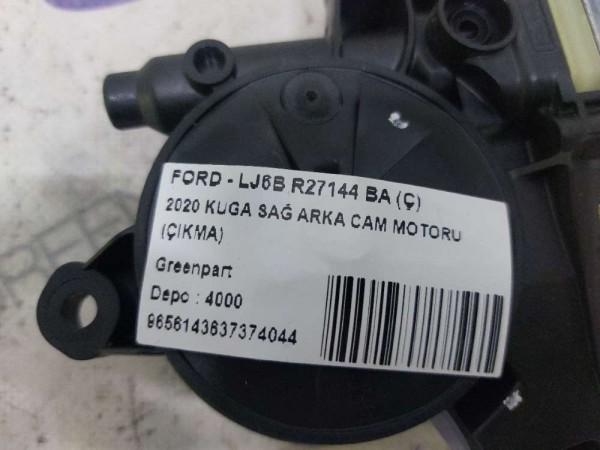 FORD - LJ6B R27144 BA (Ç)
2020 KUGA SAĞ ARKA CAM MOTORU
(ÇIKMA)
Greenpart
Depo : 4000
9656143637374044